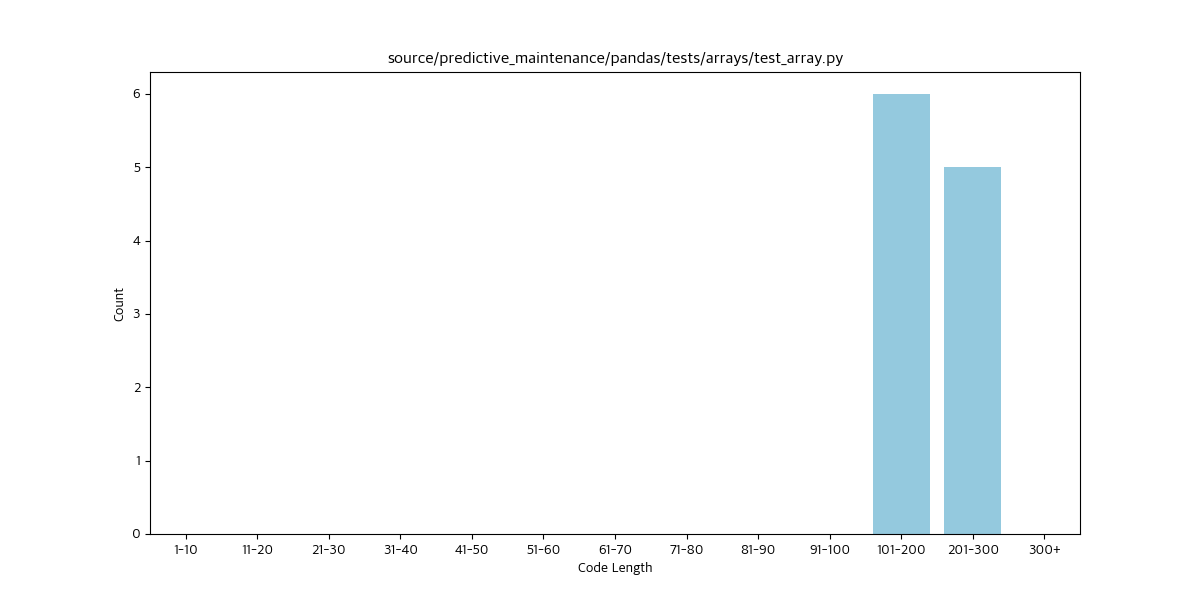 source/predictive_maintenance/pandas/tests/arrays/test_array.py
6
5
4
3
2
1
0
Count
1-10 11-20 21-30 31-40 41-50 51-60 61-70 71-80 81-90 91-100 101-200 201-300 300+
Code Length